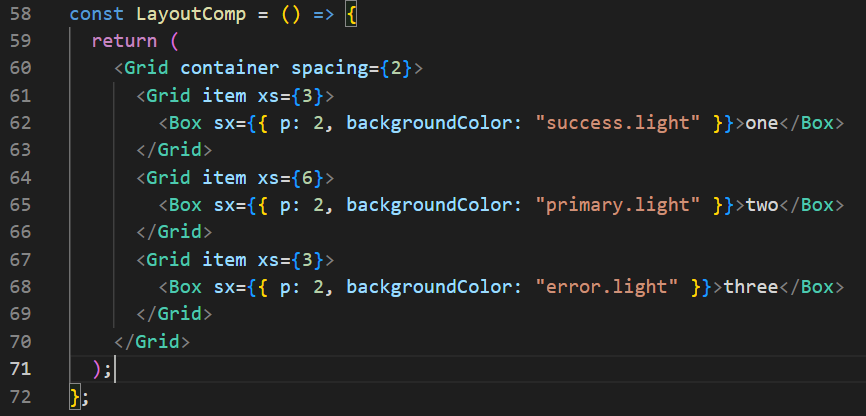 58 const LayoutComp = () => {
59   return (
60     <Grid container spacing={2}>
61       <Grid item xs={3}>
62         <Box sx={{ p: 2, backgroundColor: "success.light" }}>one</Box>
63       </Grid>
64       <Grid item xs={6}>
65         <Box sx={{ p: 2, backgroundColor: "primary.light" }}>two</Box>
66       </Grid>
67       <Grid item xs={3}>
68         <Box sx={{ p: 2, backgroundColor: "error.light" }}>three</Box>
69       </Grid>
70     </Grid>
71   );
72 };